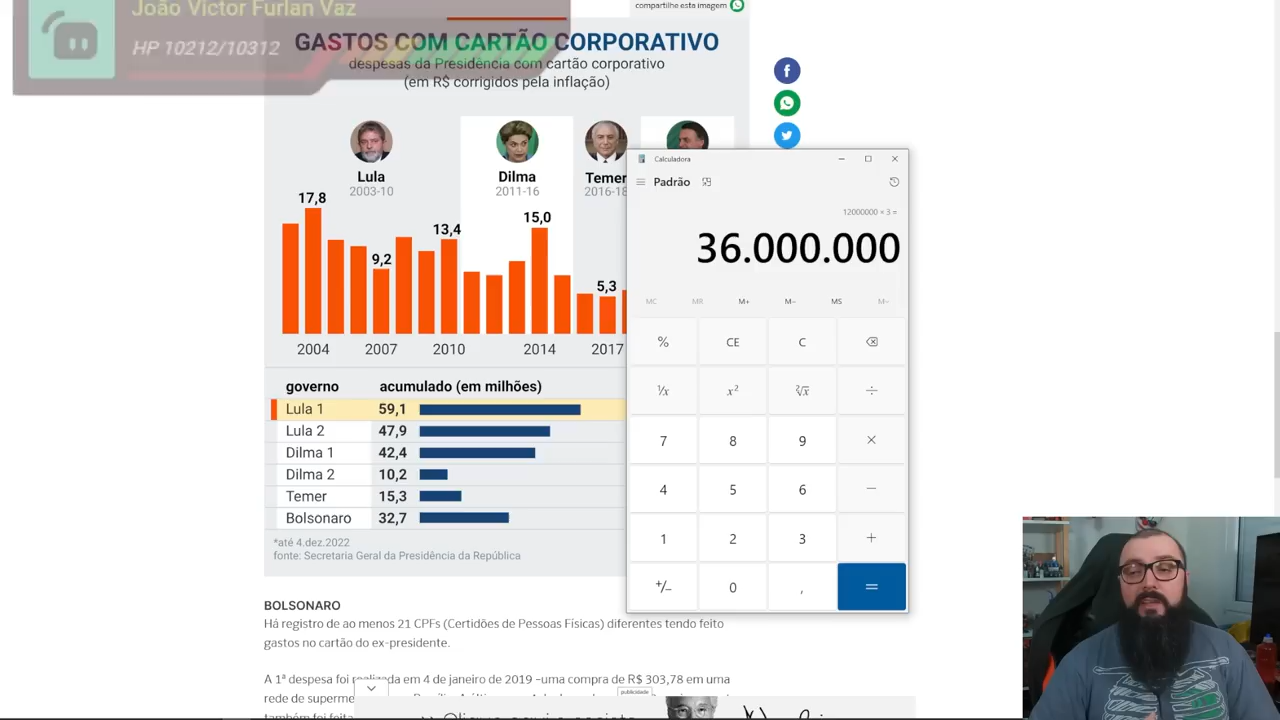 João Victor Furlan Vaz
HP 10212/10312
compartilhe esta imagem
GASTOS COM CARTÃO CORPORATIVO
despesas da Presidência com cartão corporativo
(em R$ corrigidos pela inflação)
Lula
2003-10
Dilma
2011-16
Temer
2016-18
17,8
9,2
13,4
15,0
5,3
2004
2007
2010
2014
2017
governo
acumulado (em milhões)
Lula 1
59,1
Lula 2
47,9
Dilma 1
42,4
Dilma 2
10,2
Temer
15,3
Bolsonaro
32,7
*até 4.dez.2022
fonte: Secretaria Geral da Presidência da República
Calculadora
Padrão
12000000 × 3 =
36.000.000
MC
MR
M+
M−
MS
M~
%
CE
C
¹/x
x²
²√x
÷
7
8
9
×
4
5
6
−
1
2
3
+
+/−
0
,
=
BOLSONARO
Há registro de ao menos 21 CPFs (Certidões de Pessoas Físicas) diferentes tendo feito
gastos no cartão do ex-presidente.
A 1ª despesa foi realizada em 4 de janeiro de 2019 –uma compra de R$ 303,78 em uma
rede de superme
também foi feita
publicidade